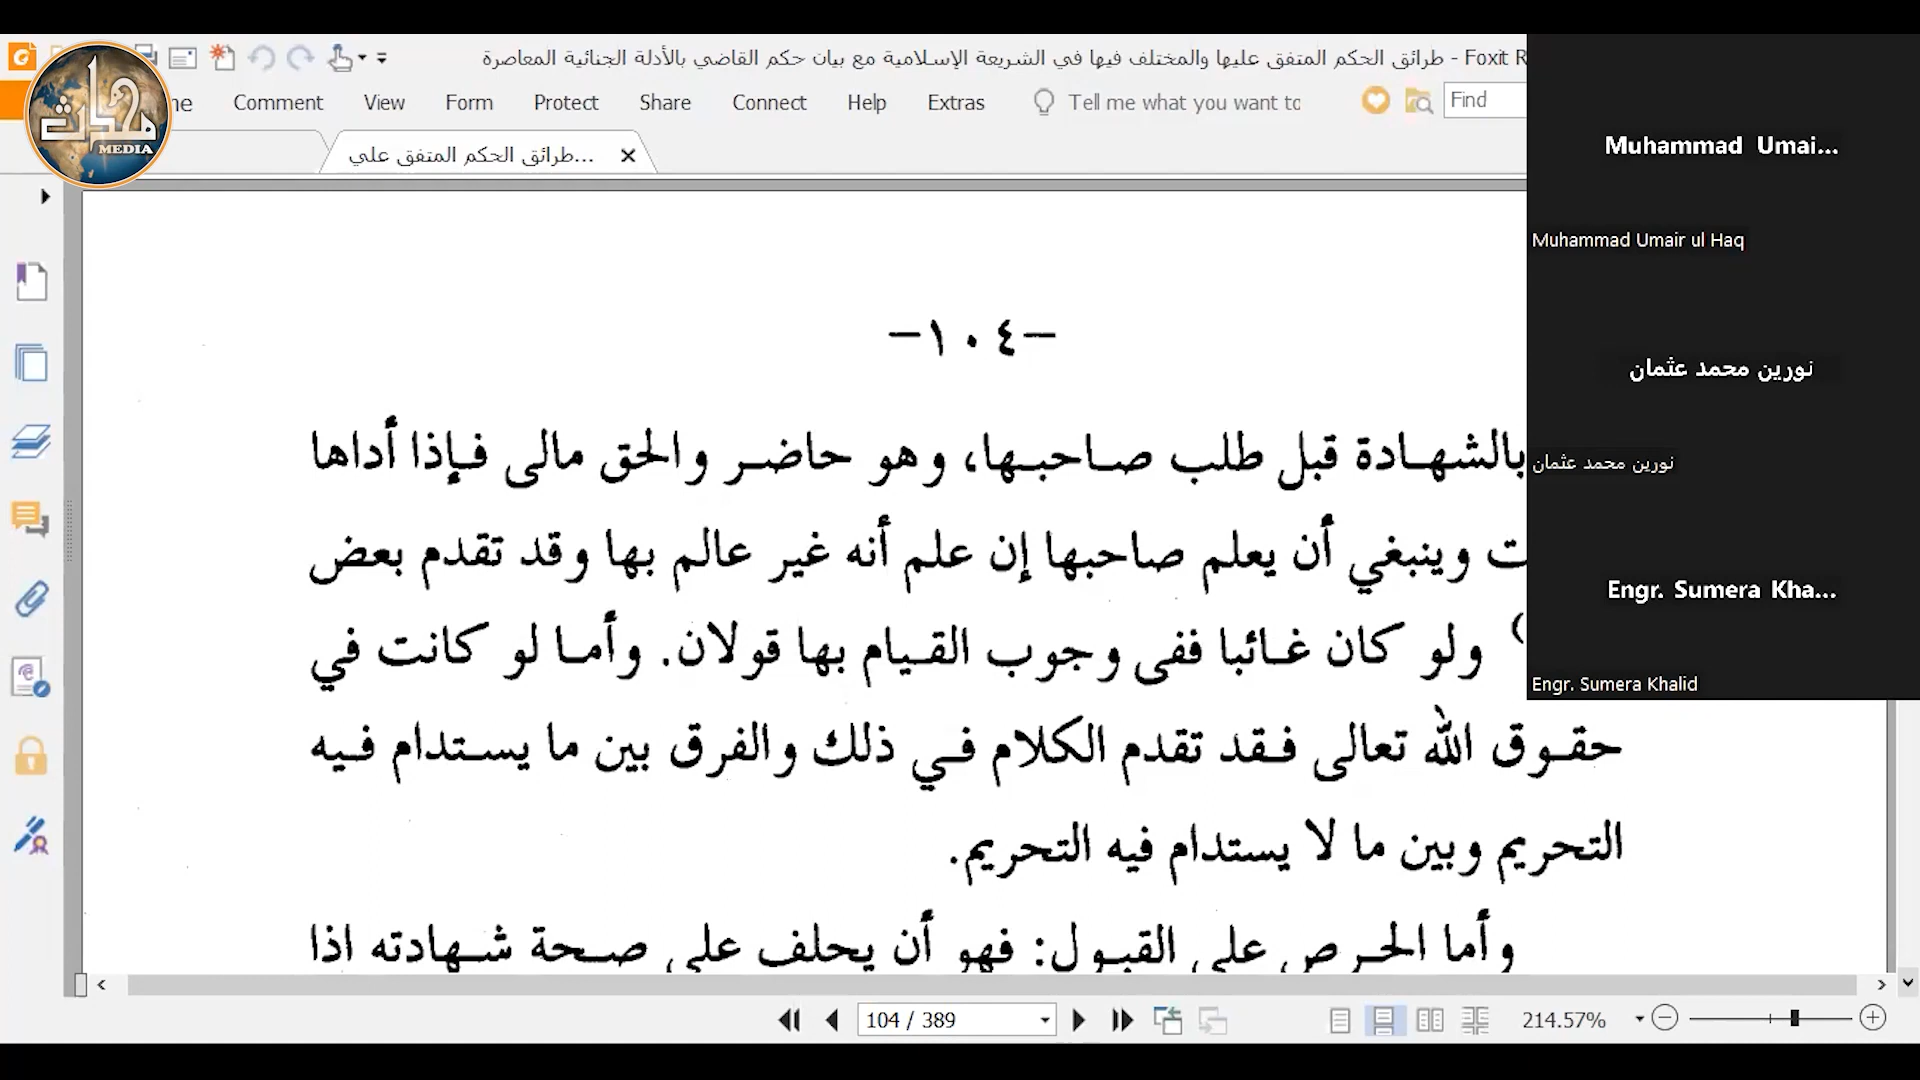 طرائق الحكم المتفق عليها والمختلف فيها في الشريعة الإسلامية مع بيان حكم القاضي بالأدلة الجنائية المعاصرة - Foxit R
محدث
MEDIA
me Comment View Form Protect Share Connect Help Extras Tell me what you want to Find
طرائق الحكم المتفق علي...
Muhammad Umai...
Muhammad Umair ul Haq
نورين محمد عثمان
نورين محمد عثمان
Engr. Sumera Kha...
Engr. Sumera Khalid
—١٠٤—
بالشهادة قبل طلب صاحبها، وهو حاضر والحق مالى فإذا أداها
ت وينبغي أن يعلم صاحبها إن علم أنه غير عالم بها وقد تقدم بعض
) ولو كان غائبا ففى وجوب القيام بها قولان. وأما لو كانت في
حقوق الله تعالى فقد تقدم الكلام في ذلك والفرق بين ما يستدام فيه
التحريم وبين ما لا يستدام فيه التحريم.
وأما الحرص على القبول: فهو أن يحلف على صحة شهادته اذا
104 / 389
214.57%